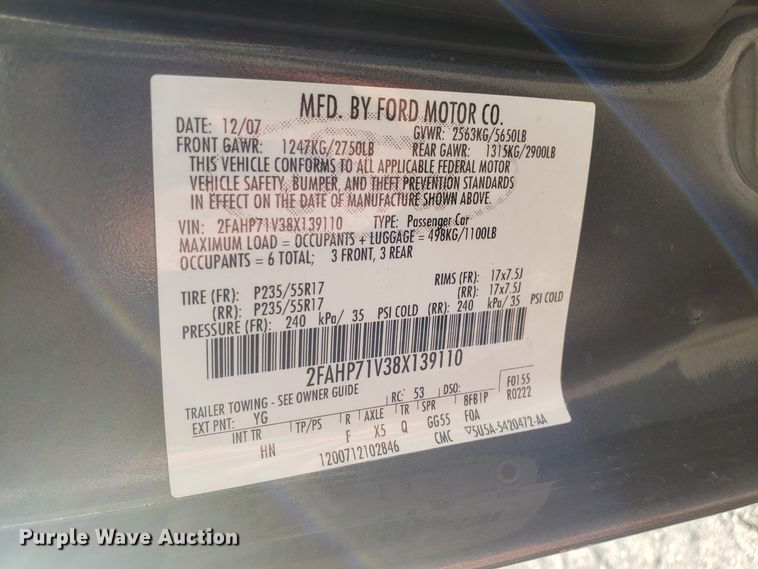 MFD. BY FORD MOTOR CO.
DATE: 12/07 GVWR: 2563KG/5650LB
FRONT GAWR: 1247KG/2750LB REAR GAWR: 1315KG/2900LB
THIS VEHICLE CONFORMS TO ALL APPLICABLE FEDERAL MOTOR
VEHICLE SAFETY, BUMPER, AND THEFT PREVENTION STANDARDS
IN EFFECT ON THE DATE OF MANUFACTURE SHOWN ABOVE.
VIN: 2FAHP71V38X139110 TYPE: Passenger Car
MAXIMUM LOAD = OCCUPANTS + LUGGAGE = 498KG/1100LB
OCCUPANTS = 6 TOTAL; 3 FRONT, 3 REAR
TIRE (FR): P235/55R17 RIMS (FR): 17x7.5J
(RR): P235/55R17 (RR): 17x7.5J
PRESSURE (FR): 240 kPa/ 35 PSI COLD (RR): 240 kPa/ 35 PSI COLD
2FAHP71V38X139110
TRAILER TOWING - SEE OWNER GUIDE
EXT PNT: YG RC: 53 DSO: F0155
INT TR TP/PS R AXLE TR SPR 8FB1P R0222
HN F X5 Q GG55 FOA
1200712102846 CMC 5U5A-5420472-AA
Purple Wave Auction